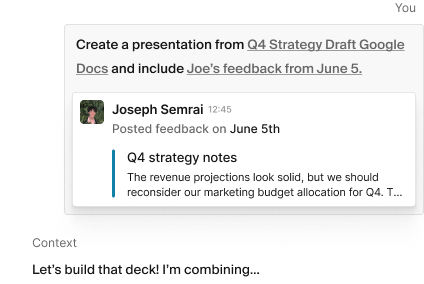 You
Create a presentation from Q4 Strategy Draft Google
Docs and include Joe’s feedback from June 5.
Joseph Semrai 12:45
Posted feedback on June 5th
Q4 strategy notes
The revenue projections look solid, but we should
reconsider our marketing budget allocation for Q4. T...
Context
Let’s build that deck! I’m combining...